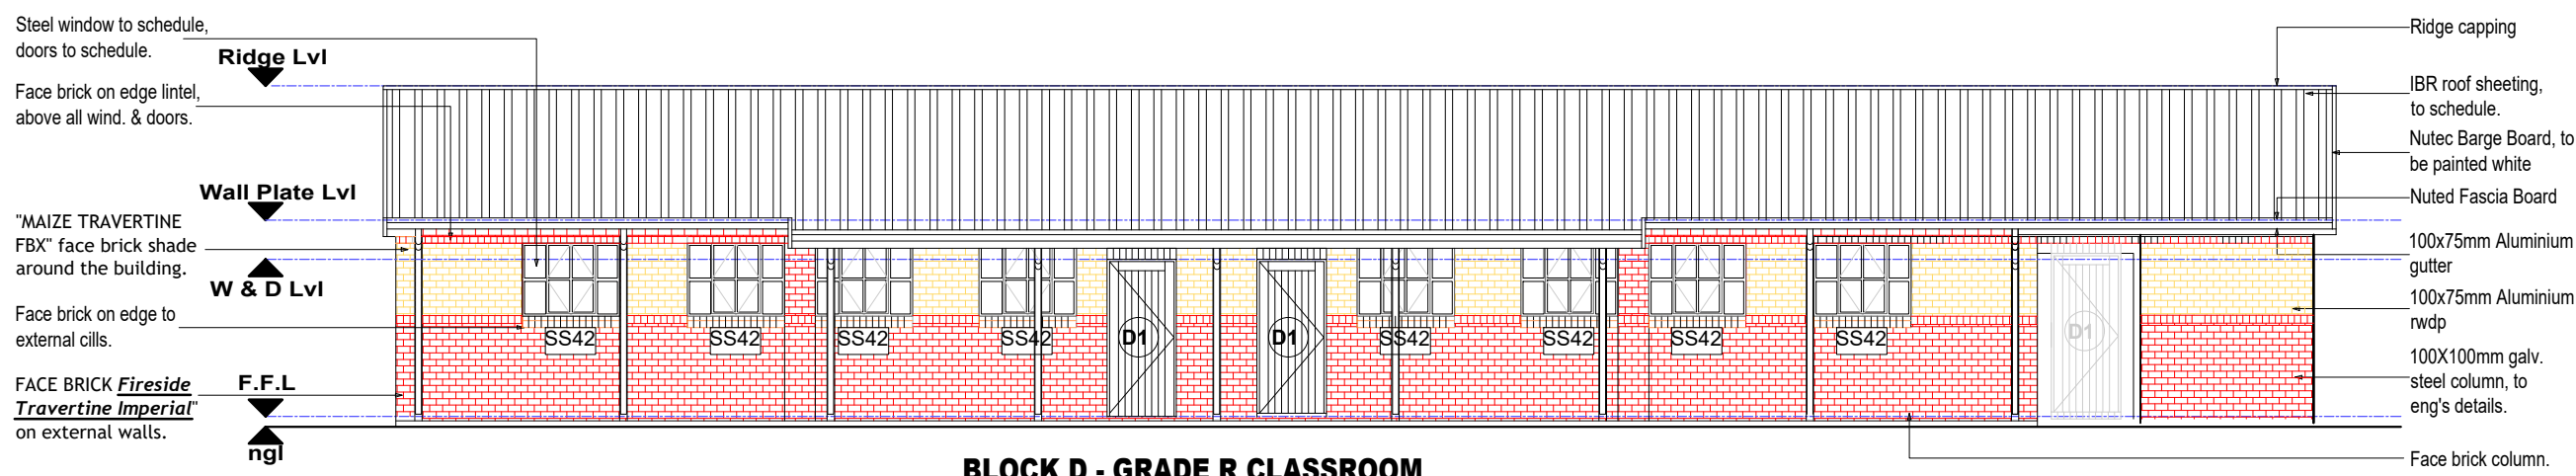 Steel window to schedule,
doors to schedule.
Ridge Lvl
Face brick on edge lintel,
above all wind. & doors.
Wall Plate Lvl
"MAIZE TRAVERTINE
FBX" face brick shade
around the building.
W & D Lvl
Face brick on edge to
external cills.
FACE BRICK Fireside
Travertine Imperial"
on external walls.
F.F.L
ngl
SS42
SS42
SS42
SS42
D1
D1
SS42
SS42
SS42
SS42
D1
Ridge capping
IBR roof sheeting,
to schedule.
Nutec Barge Board, to
be painted white
Nuted Fascia Board
100x75mm Aluminium
gutter
100x75mm Aluminium
rwdp
100X100mm galv.
steel column, to
eng's details.
Face brick column.
BLOCK D - GRADE R CLASSROOM